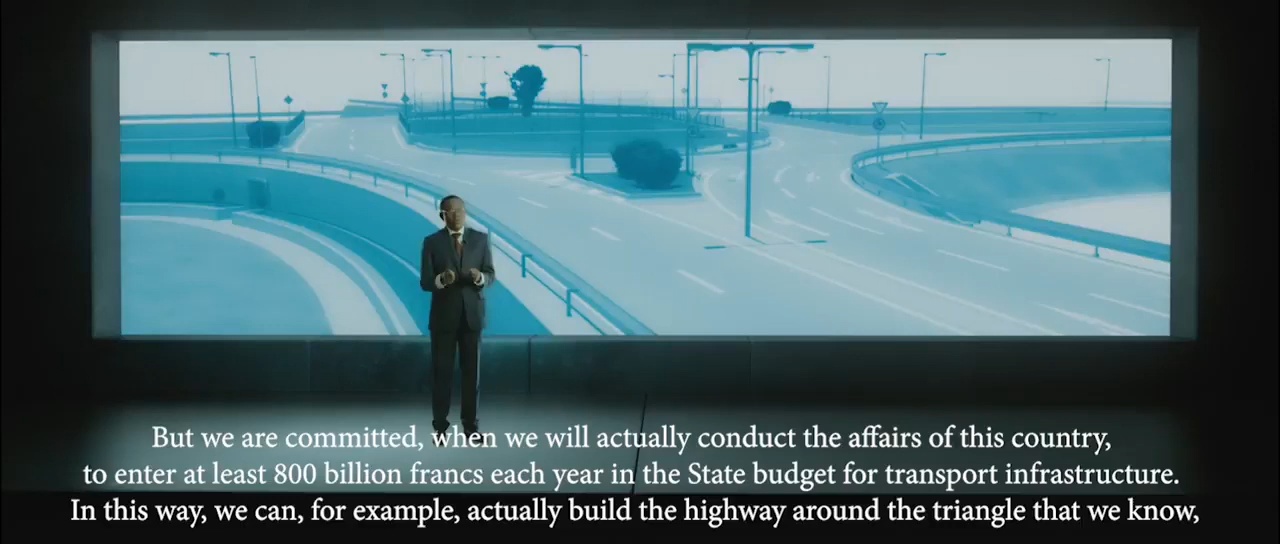 But we are committed, when we will actually conduct the affairs of this country,
to enter at least 800 billion francs each year in the State budget for transport infrastructure.
In this way, we can, for example, actually build the highway around the triangle that we know,